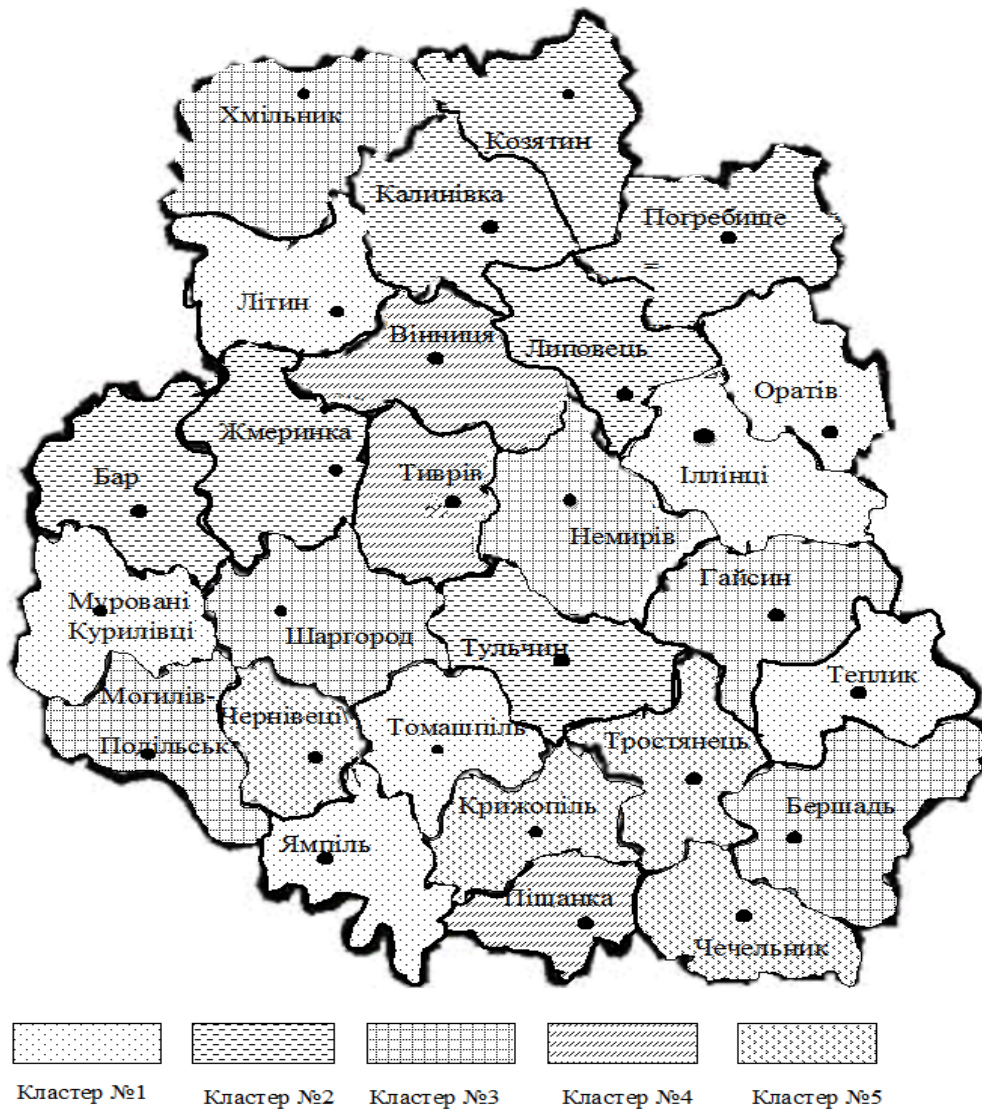 Хмільник
Козятин
Калинівка
Погребище
Літин
Вінниця
Липовець
Оратів
Жмеринка
Бар
Тиврів
Іллінці
Немирів
Гайсин
Муровані
Курилівці
Шаргород
Тульчин
Теплик
Могилів-
Подільськ
Чернівеці
Томашпіль
Тростянець
Крижопіль
Бершадь
Ямпіль
Піщанка
Чечельник
Кластер №1
Кластер №2
Кластер №3
Кластер №4
Кластер №5